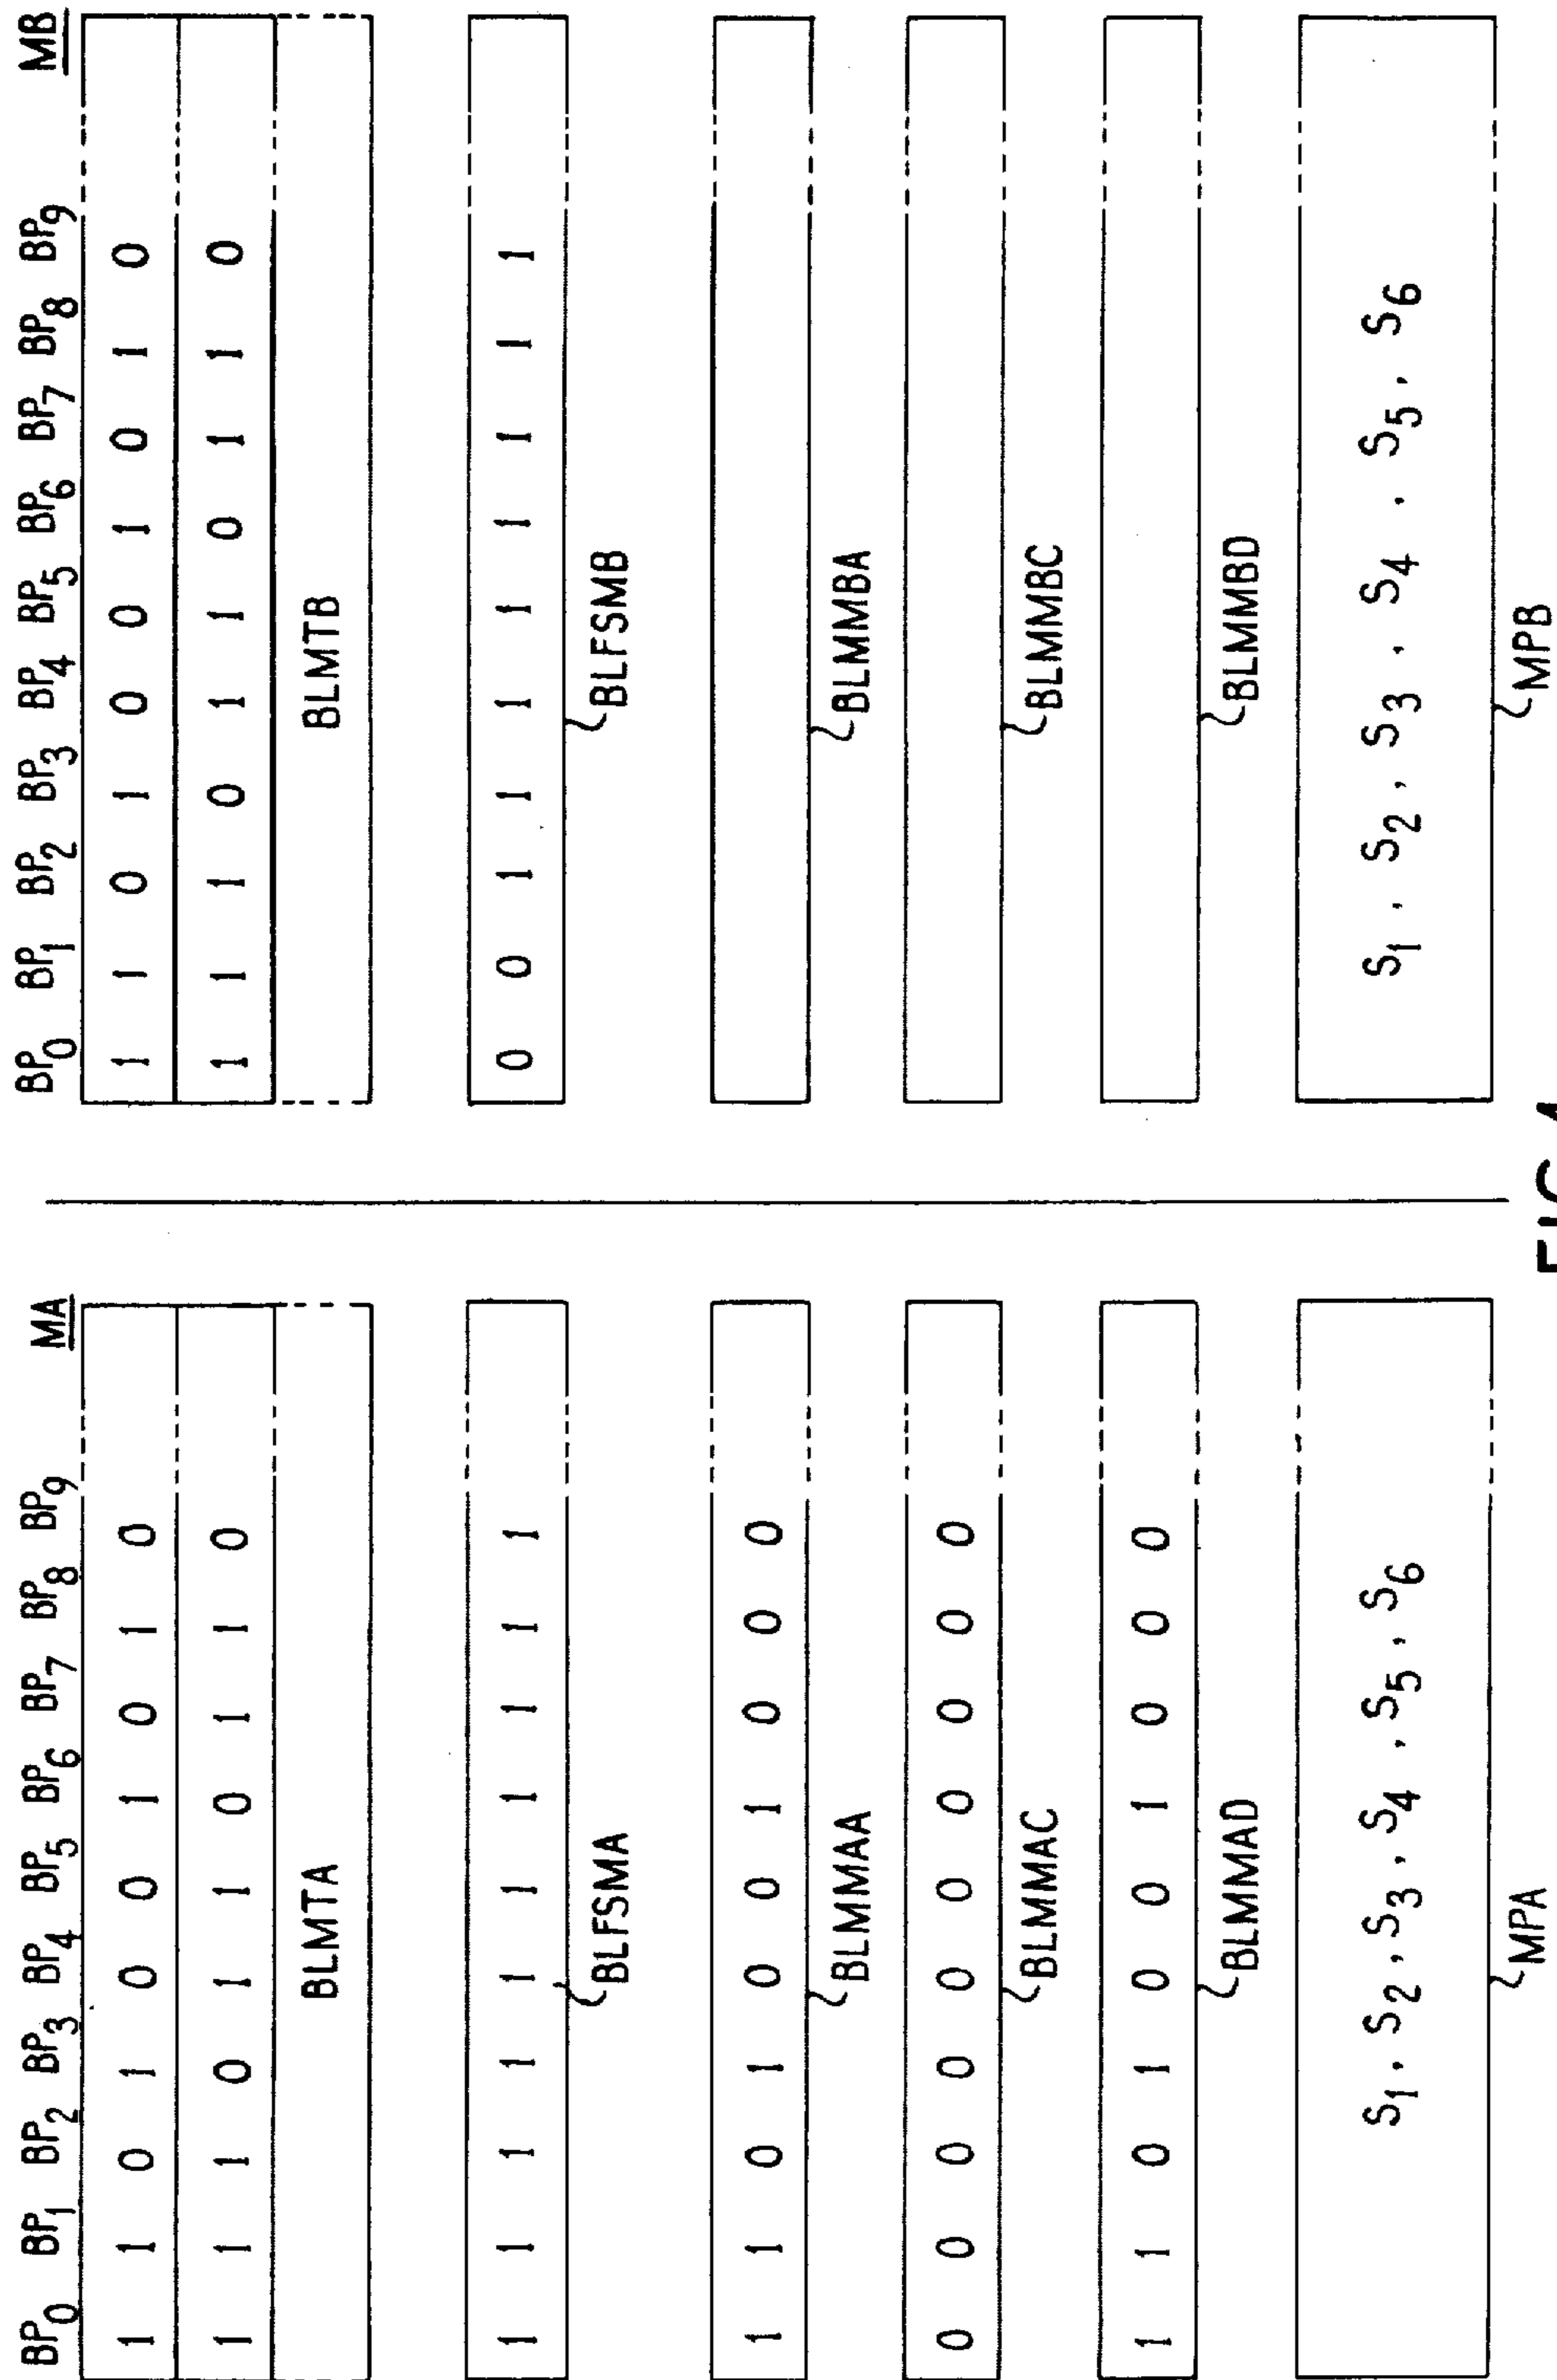 BP0 BP1 BP2 BP3 BP4 BP5 BP6 BP7 BP8 BP9 MA
1 1 0 1 0 0 1 0 1 0
1 1 1 0 1 1 0 1 1 0
BLMTA
1 1 1 1 1 1 1 1 1 1
BLFSMA
1 1 0 1 0 0 1 0 0 0
BLMMAA
0 0 0 0 0 0 0 0 0 0
BLMMAC
1 1 0 1 0 0 1 0 0 0
BLMMAD
S1, S2, S3, S4, S5, S6
MPA
BP0 BP1 BP2 BP3 BP4 BP5 BP6 BP7 BP8 BP9 MB
1 1 0 1 0 0 1 0 1 0
1 1 1 0 1 1 0 1 1 0
BLMTB
0 0 1 1 1 1 1 1 1 1
BLFSMB
BLMMBA
BLMMBC
BLMMBD
S1, S2, S3, S4, S5, S6
MPB